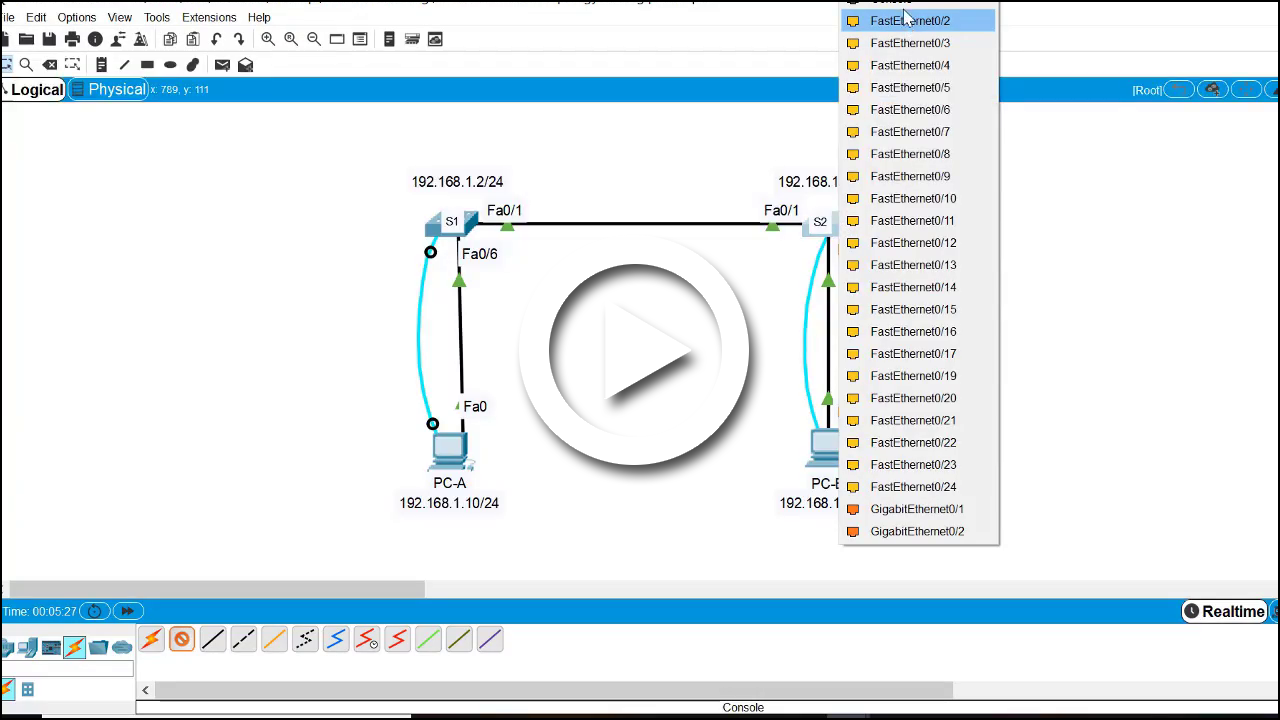 ile Edit Options View Tools Extensions Help
Logical Physical x: 789, y: 111 [Root]
192.168.1.2/24
192.168.1
S1
Fa0/1
Fa0/1
S2
Fa0/6
Fa0
PC-A
192.168.1.10/24
PC-
192.168.1
FastEthernet0/2
FastEthernet0/3
FastEthernet0/4
FastEthernet0/5
FastEthernet0/6
FastEthernet0/7
FastEthernet0/8
FastEthernet0/9
FastEthernet0/10
FastEthernet0/11
FastEthernet0/12
FastEthernet0/13
FastEthernet0/14
FastEthernet0/15
FastEthernet0/16
FastEthernet0/17
FastEthernet0/19
FastEthernet0/20
FastEthernet0/21
FastEthernet0/22
FastEthernet0/23
FastEthernet0/24
GigabitEthernet0/1
GigabitEthernet0/2
Time: 00:05:27
Realtime
Console